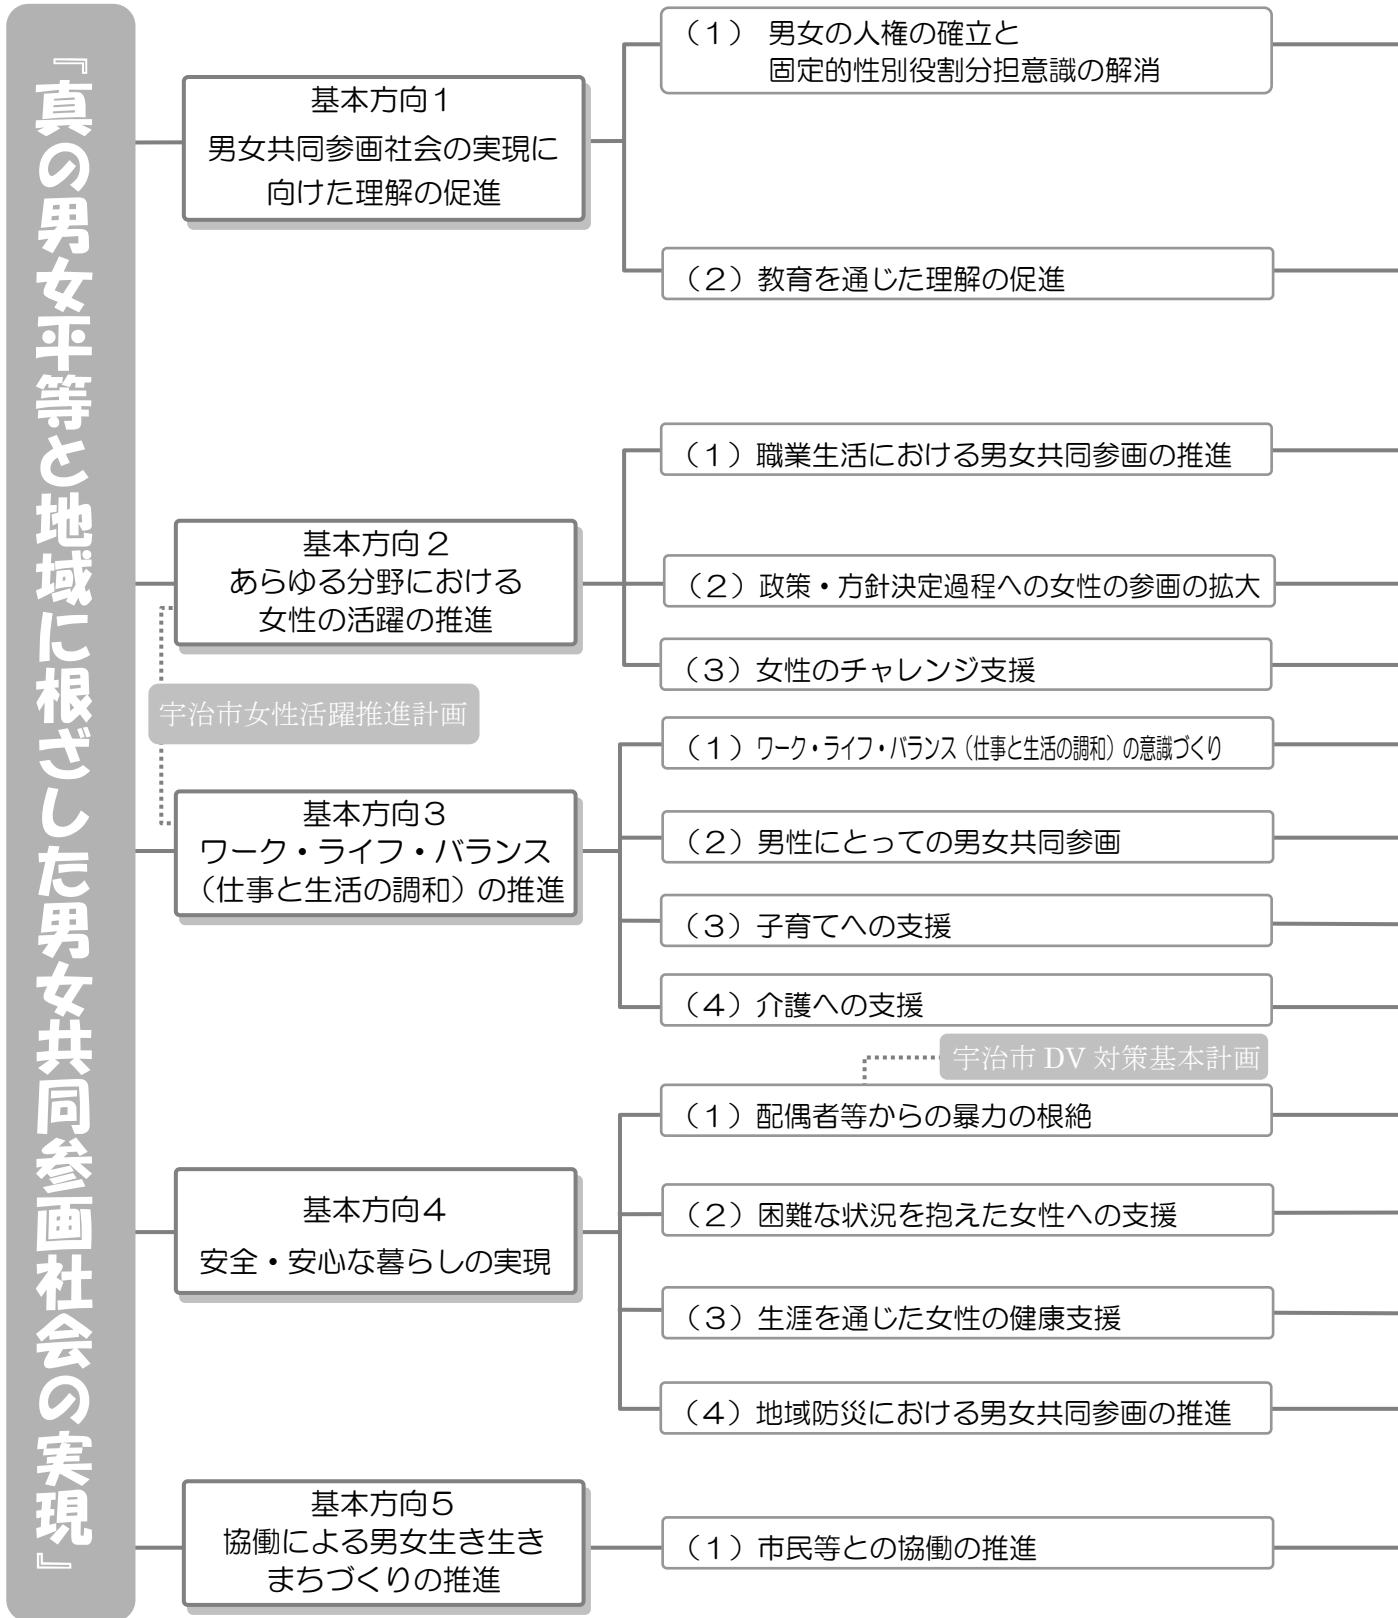 『真の男女平等と地域に根ざした男女共同参画社会の実現』
基本方向１
男女共同参画社会の実現に
向けた理解の促進
（１） 男女の人権の確立と
固定的性別役割分担意識の解消
（２）教育を通じた理解の促進
基本方向２
あらゆる分野における
女性の活躍の推進
（１）職業生活における男女共同参画の推進
（２）政策・方針決定過程への女性の参画の拡大
（３）女性のチャレンジ支援
宇治市女性活躍推進計画
基本方向３
ワーク・ライフ・バランス
（仕事と生活の調和）の推進
（１）ワーク・ライフ・バランス（仕事と生活の調和）の意識づくり
（２）男性にとっての男女共同参画
（３）子育てへの支援
（４）介護への支援
宇治市 DV 対策基本計画
基本方向４
安全・安心な暮らしの実現
（１）配偶者等からの暴力の根絶
（２）困難な状況を抱えた女性への支援
（３）生涯を通じた女性の健康支援
（４）地域防災における男女共同参画の推進
基本方向５
協働による男女生き生き
まちづくりの推進
（１）市民等との協働の推進